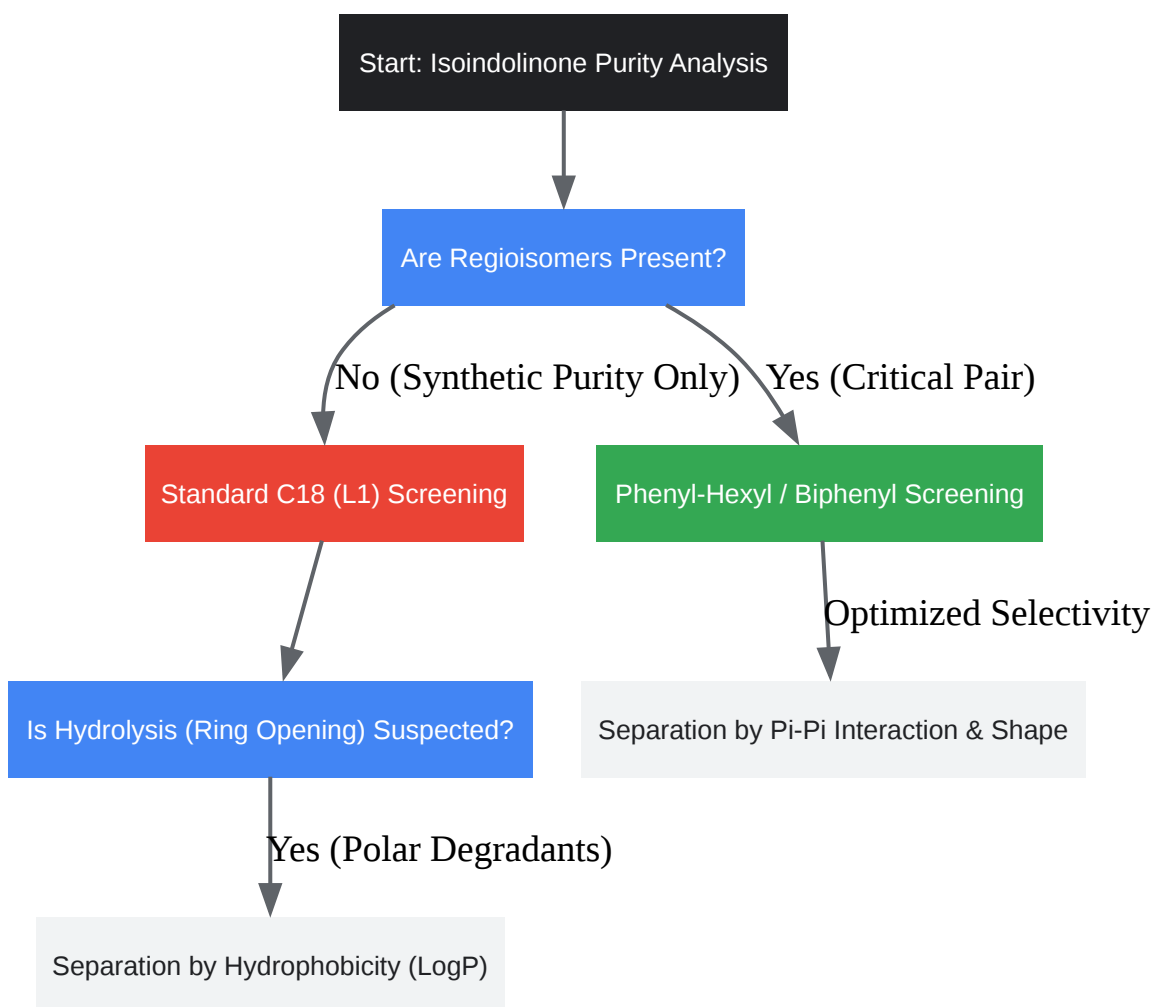 Start: Isoindolinone Purity Analysis
Are Regioisomers Present?
No (Synthetic Purity Only)
Yes (Critical Pair)
Standard C18 (L1) Screening
Phenyl-Hexyl / Biphenyl Screening
Optimized Selectivity
Is Hydrolysis (Ring Opening) Suspected?
Separation by Pi-Pi Interaction & Shape
Yes (Polar Degradants)
Separation by Hydrophobicity (LogP)